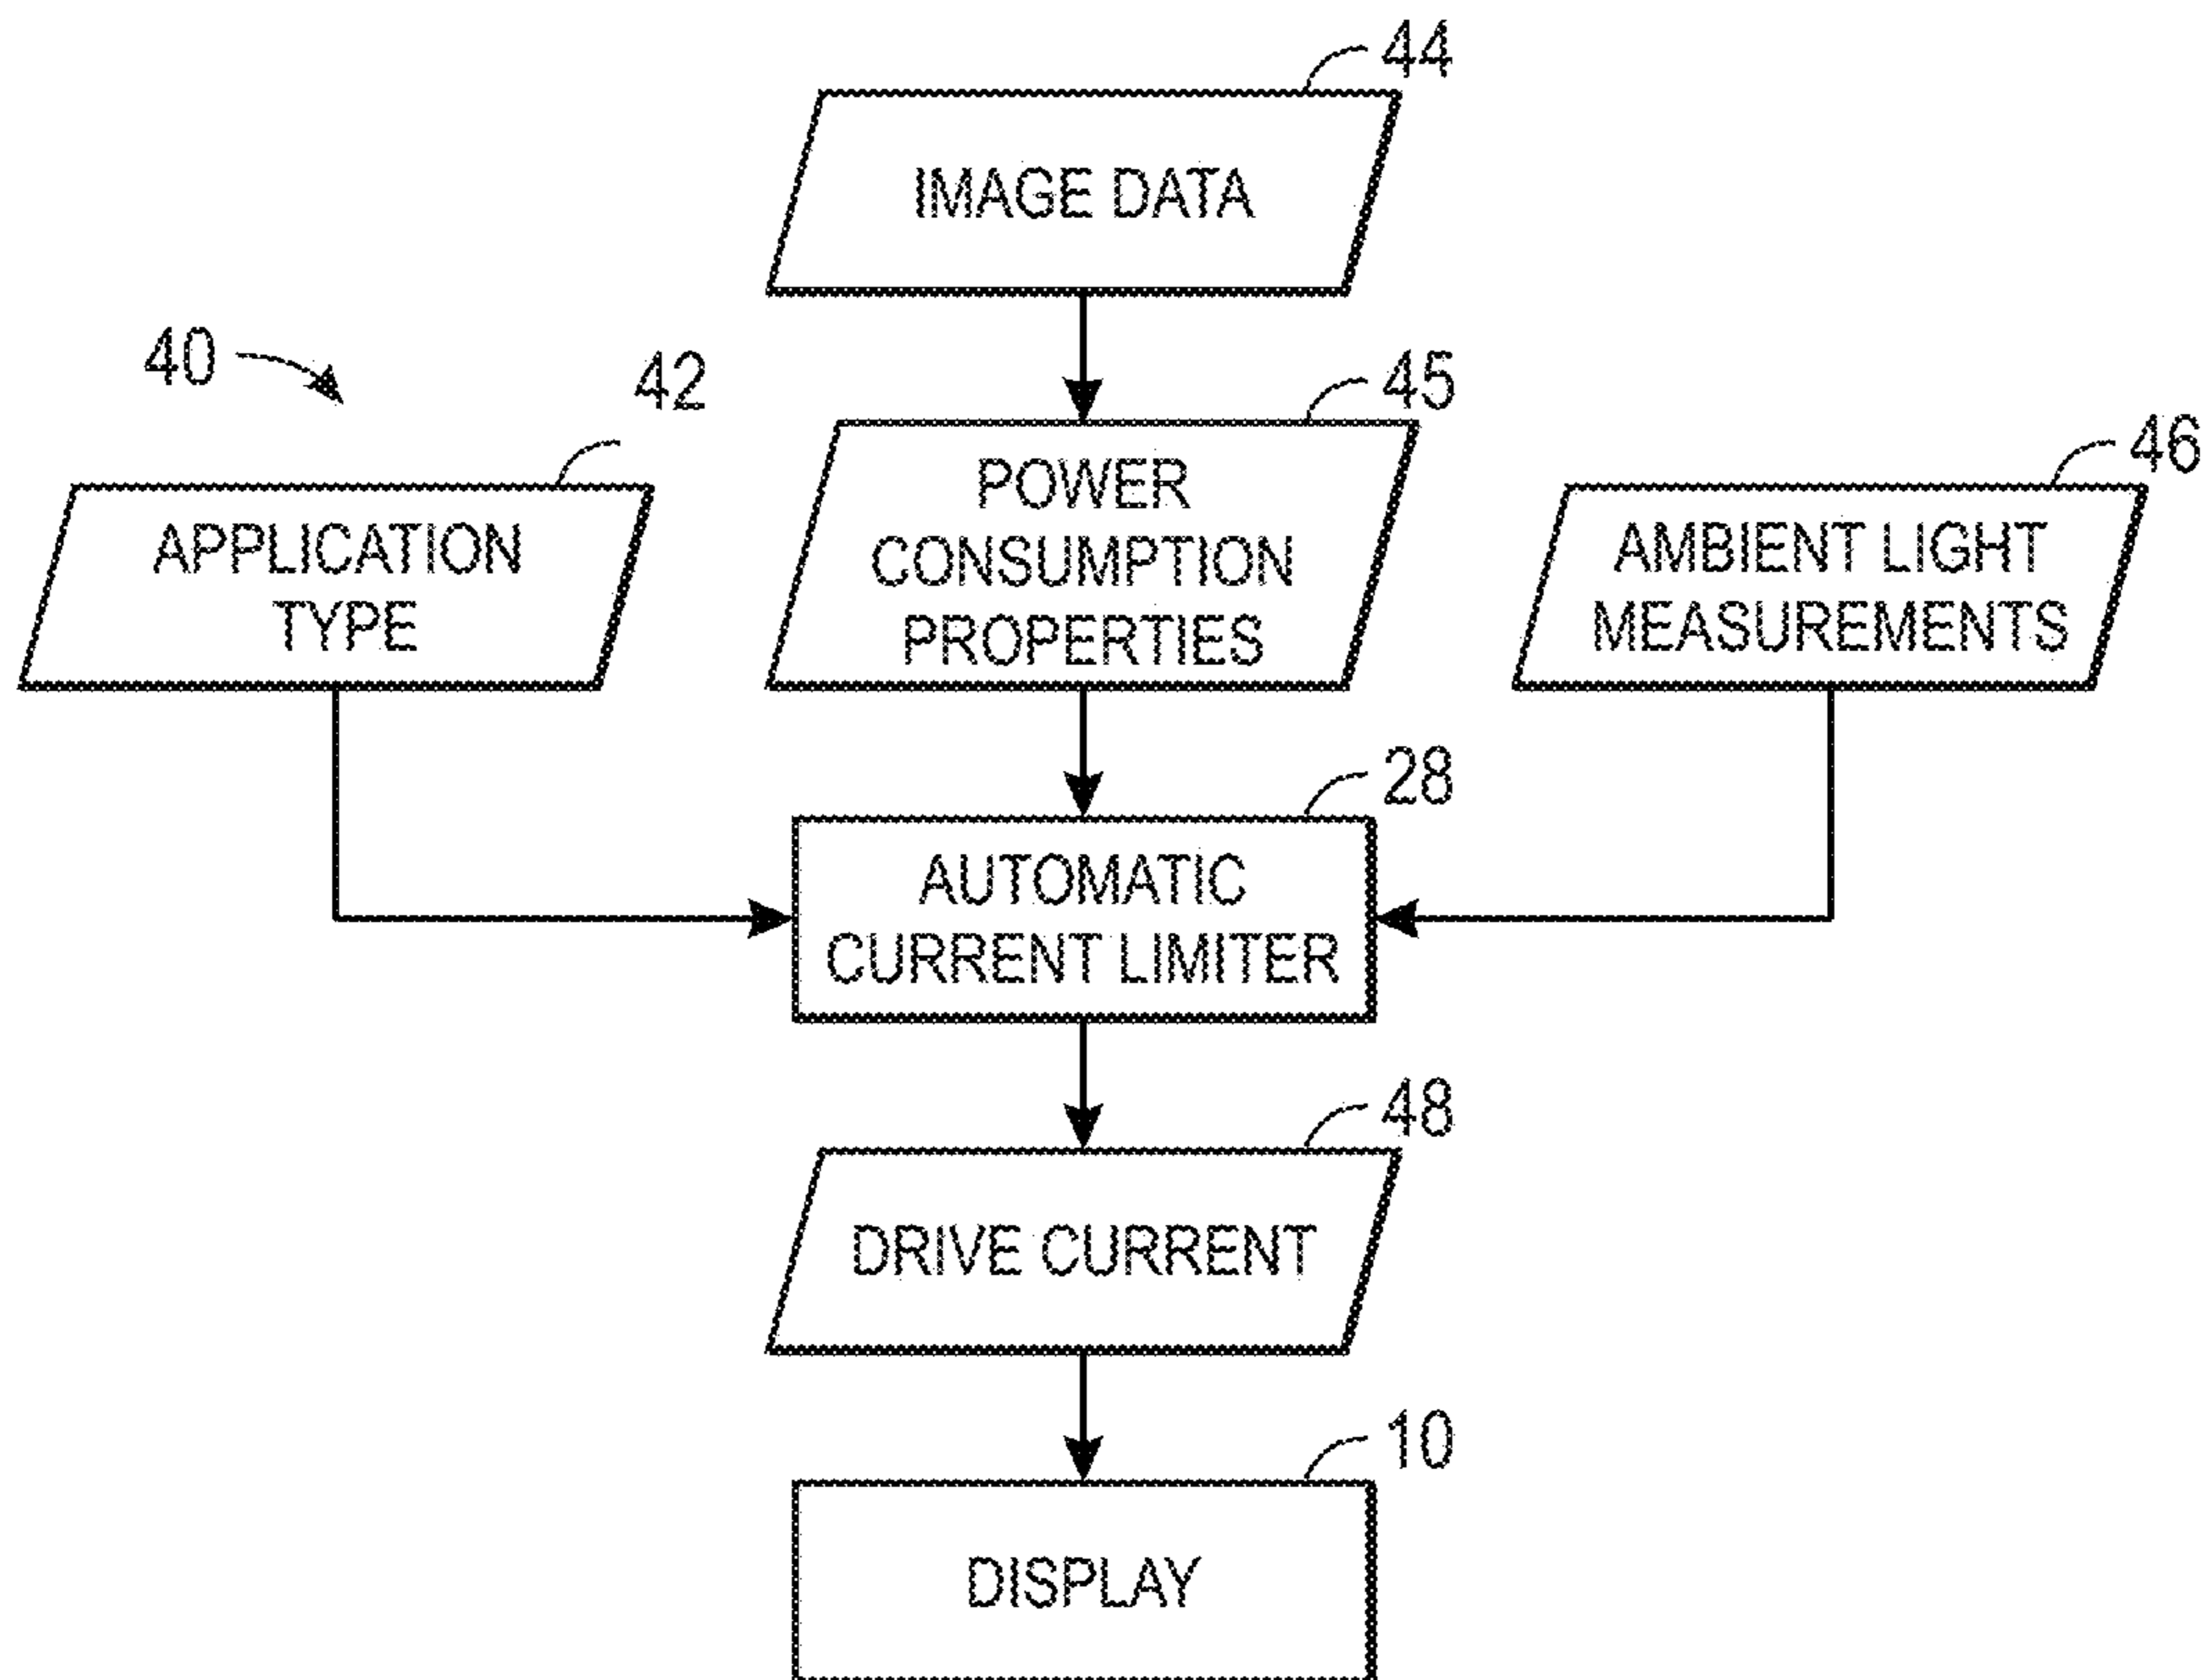 44
IMAGE DATA
40
42
45
46
APPLICATION
TYPE
POWER
CONSUMPTION
PROPERTIES
AMBIENT LIGHT
MEASUREMENTS
28
AUTOMATIC
CURRENT LIMITER
48
DRIVE CURRENT
10
DISPLAY